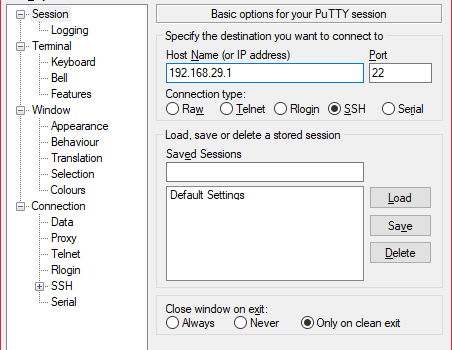 Session
Logging
Terminal
Keyboard
Bell
Features
Window
Appearance
Behaviour
Translation
Selection
Colours
Connection
Data
Proxy
Telnet
Rlogin
SSH
Serial
Basic options for your PuTTY session
Specify the destination you want to connect to
Host Name (or IP address) Port
192.168.29.1 22
Connection type:
Raw Telnet Rlogin SSH Serial
Load, save or delete a stored session
Saved Sessions
Default Settings
Load
Save
Delete
Close window on exit:
Always Never Only on clean exit